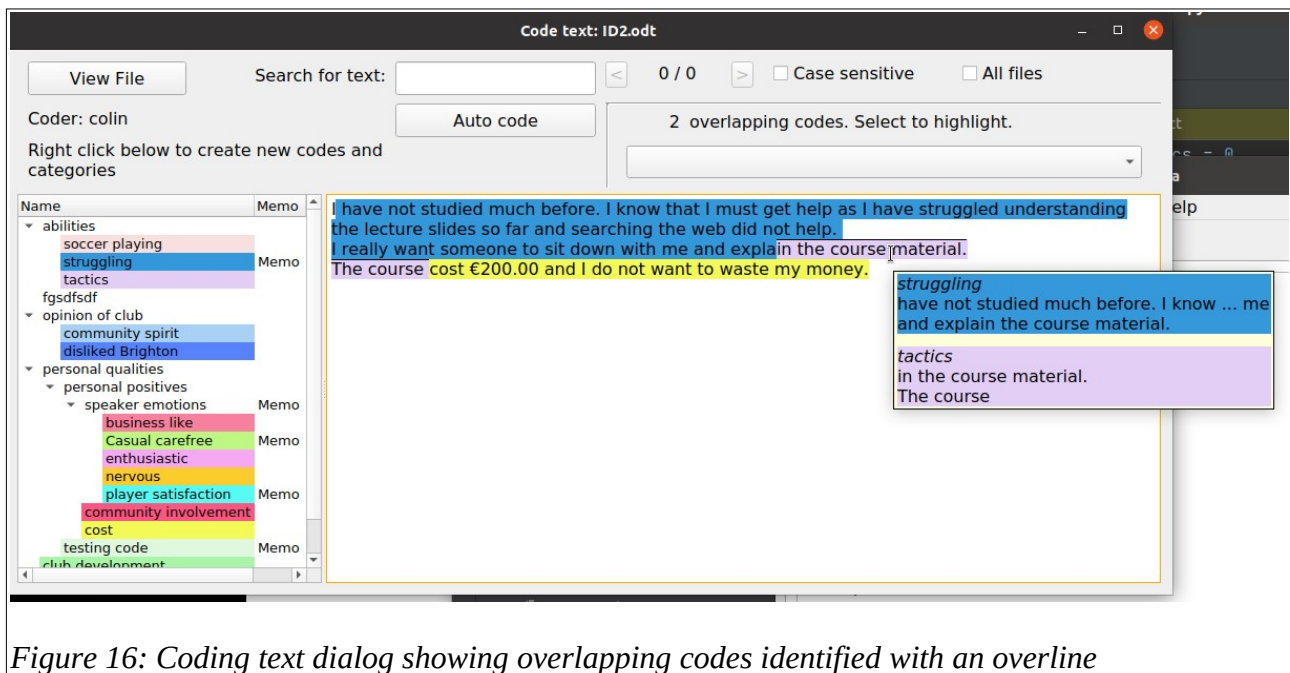 Code text: ID2.odt
View File
Search for text:
<
0 / 0
>
Case sensitive
All files
Coder: colin
Auto code
2 overlapping codes. Select to highlight.
Right click below to create new codes and
categories
Name Memo
abilities
soccer playing
struggling Memo
tactics
fgsdfsdf
opinion of club
community spirit
disliked Brighton
personal qualities
personal positives
speaker emotions Memo
business like
Casual carefree Memo
enthusiastic
nervous
player satisfaction Memo
community involvement
cost
testing code Memo
club development
I have not studied much before. I know that I must get help as I have struggled understanding
the lecture slides so far and searching the web did not help.
I really want someone to sit down with me and explain the course material.
The course cost €200.00 and I do not want to waste my money.
struggling
have not studied much before. I know ... me
and explain the course material.
tactics
in the course material.
The course
elp
Figure 16: Coding text dialog showing overlapping codes identified with an overline